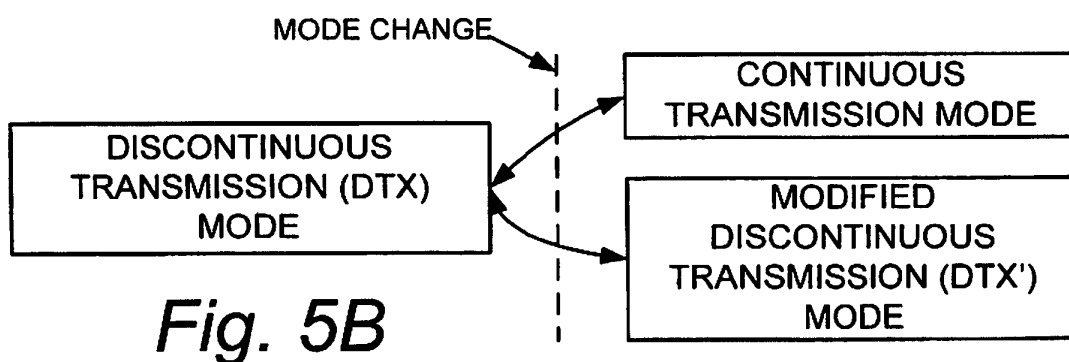 MODE CHANGE
CONTINUOUS
TRANSMISSION MODE
DISCONTINUOUS
TRANSMISSION (DTX)
MODE
MODIFIED
DISCONTINUOUS
TRANSMISSION (DTX')
MODE
Fig. 5B